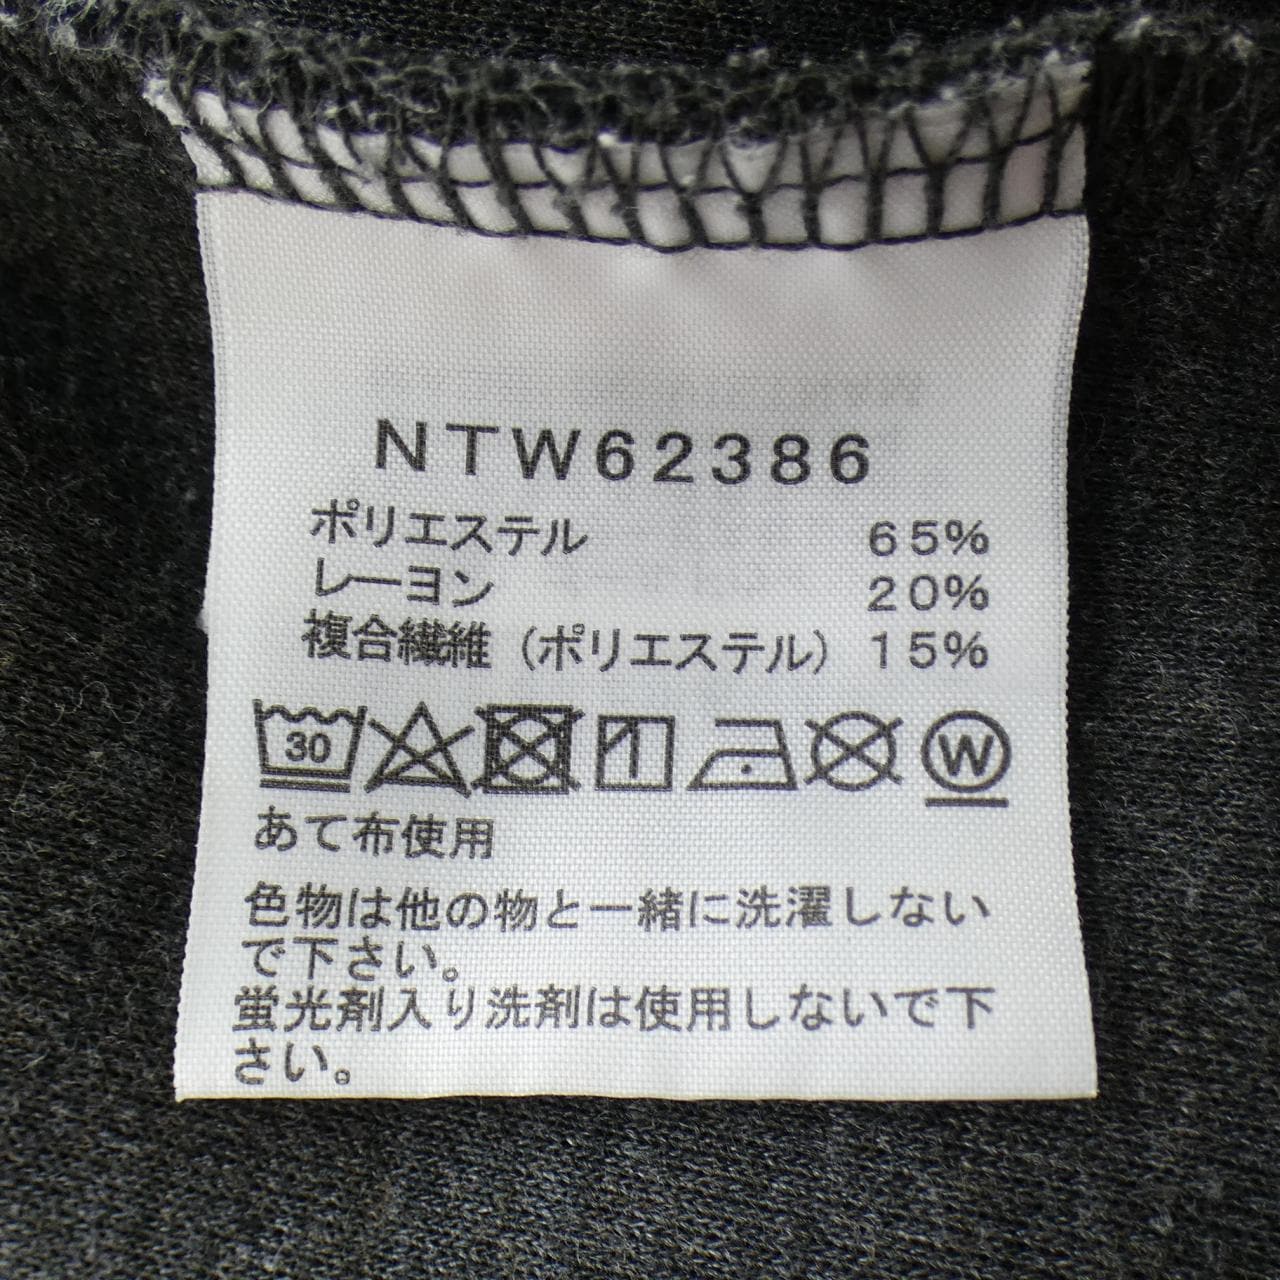 NTW62386
ポリエステル 65%
レーヨン 20%
複合繊維（ポリエステル） 15%
30 W
あて布使用
色物は他の物と一緒に洗濯しない
で下さい。
蛍光剤入り洗剤は使用しないで下
さい。